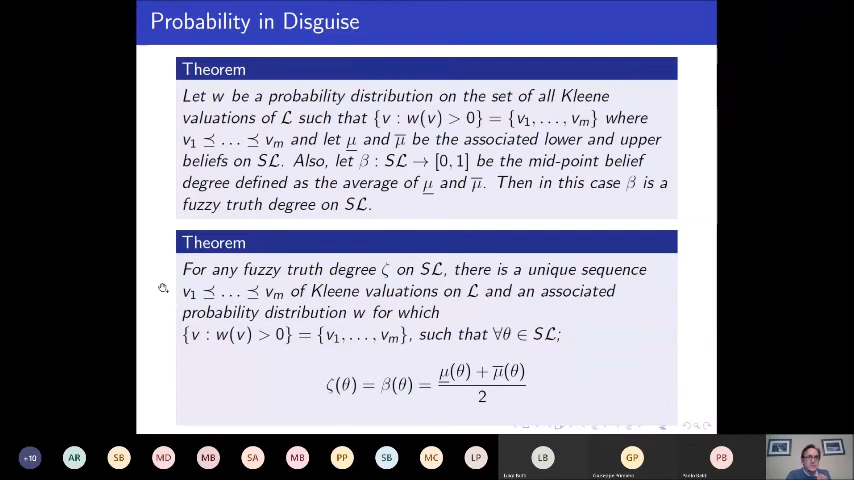 Probability in Disguise
Theorem
Let w be a probability distribution on the set of all Kleene
valuations of ℒ such that {v : w(v) > 0} = {v₁, . . . , vₘ} where
v₁ ⪯ . . . ⪯ vₘ and let μ̲ and μ̅ be the associated lower and upper
beliefs on Sℒ. Also, let β : Sℒ → [0, 1] be the mid-point belief
degree defined as the average of μ̲ and μ̅. Then in this case β is a
fuzzy truth degree on Sℒ.
Theorem
For any fuzzy truth degree ζ on Sℒ, there is a unique sequence
v₁ ⪯ . . . ⪯ vₘ of Kleene valuations on ℒ and an associated
probability distribution w for which
{v : w(v) > 0} = {v₁, . . . , vₘ}, such that ∀θ ∈ Sℒ;
ζ(θ) = β(θ) = (μ̲(θ) + μ̅(θ)) / 2
+10 AR SB MD MB SA MB PP SB MC LP LB GP PB